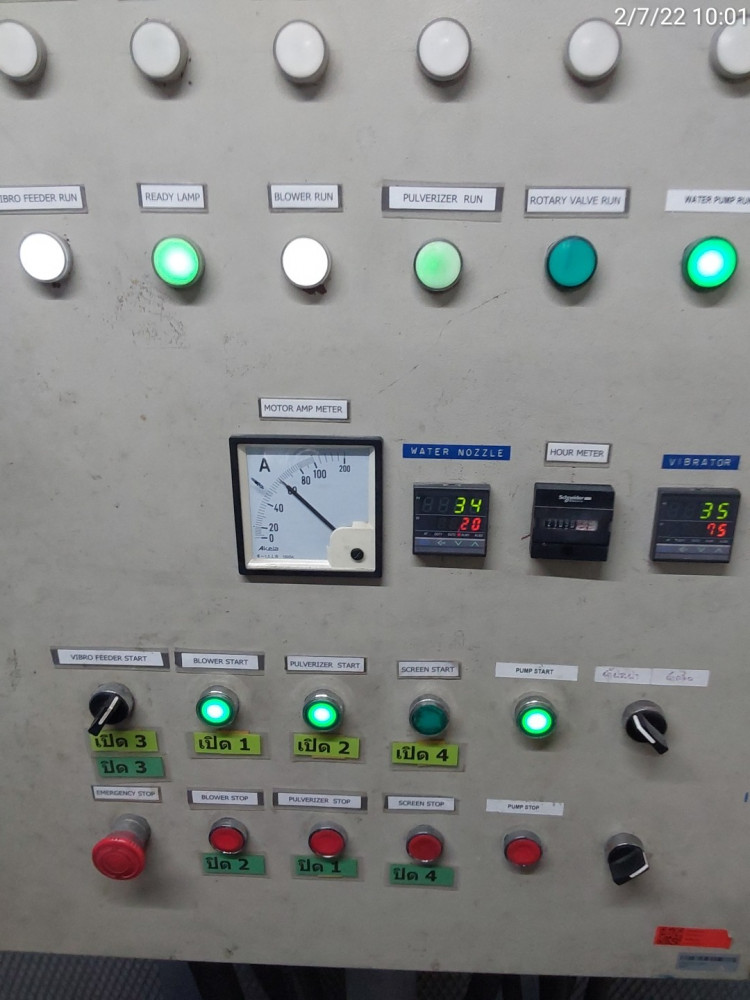 2/7/22 10:01
IBRO FEEDER RUN
READY LAMP
BLOWER RUN
PULVERIZER RUN
ROTARY VALVE RUN
WATER PUMP RUN
MOTOR AMP METER
WATER NOZZLE
HOUR METER
VIBRATOR
A
0
20
40
60
80
100
200
34
20
Schneider
35
75
VIBRO FEEDER START
BLOWER START
PULVERIZER START
SCREEN START
PUMP START
เปิด 3
เปิด 1
เปิด 2
เปิด 4
ปิด 3
EMERGENCY STOP
BLOWER STOP
PULVERIZER STOP
SCREEN STOP
PUMP STOP
ปิด 2
ปิด 1
ปิด 4